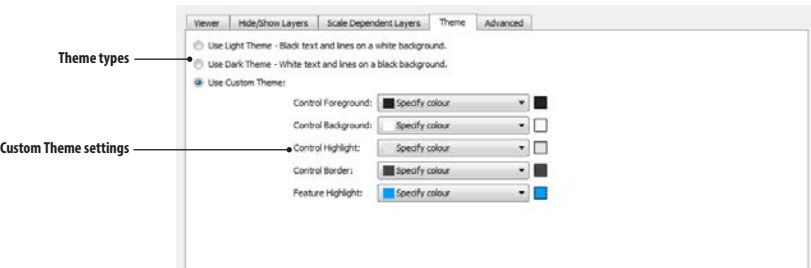 Viewer Hide/Show Layers Scale Dependent Layers Theme Advanced
Use Light Theme - Black text and lines on a white background.
Theme types
Use Dark Theme - White text and lines on a black background.
Use Custom Theme:
Control Foreground: Specify colour
Control Background: Specify colour
Custom Theme settings
Control Highlight: Specify colour
Control Border: Specify colour
Feature Highlight: Specify colour